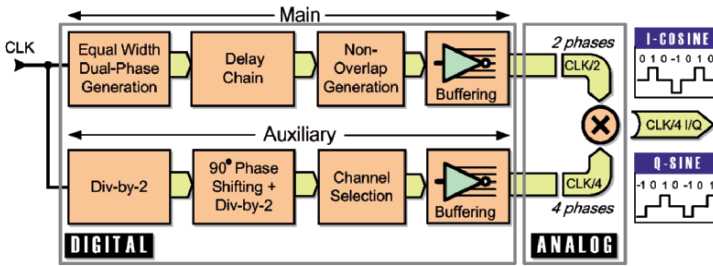 Main
CLK
Equal Width
Dual-Phase
Generation
Delay
Chain
Non-
Overlap
Generation
Buffering
2 phases
CLK/2
I-COSINE
0 1 0 -1 0 1 0
Auxiliary
CLK/4 I/Q
Div-by-2
90° Phase
Shifting +
Div-by-2
Channel
Selection
Buffering
CLK/4
4 phases
Q-SINE
-1 0 1 0 -1 0 1
DIGITAL
ANALOG